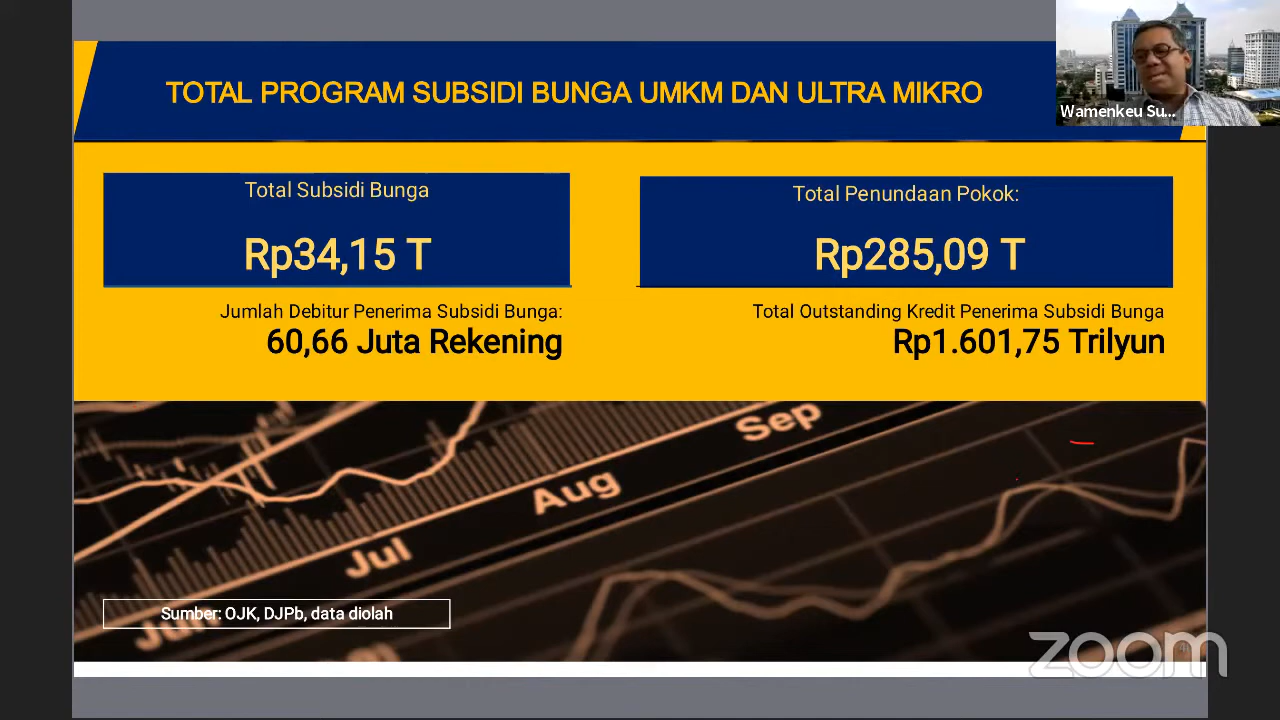 TOTAL PROGRAM SUBSIDI BUNGA UMKM DAN ULTRA MIKRO
Wamenkeu Su...
Total Subsidi Bunga
Rp34,15 T
Jumlah Debitur Penerima Subsidi Bunga:
60,66 Juta Rekening
Total Penundaan Pokok:
Rp285,09 T
Total Outstanding Kredit Penerima Subsidi Bunga
Rp1.601,75 Trilyun
Sep
Aug
Jul
Sumber: OJK, DJPb, data diolah
zoom